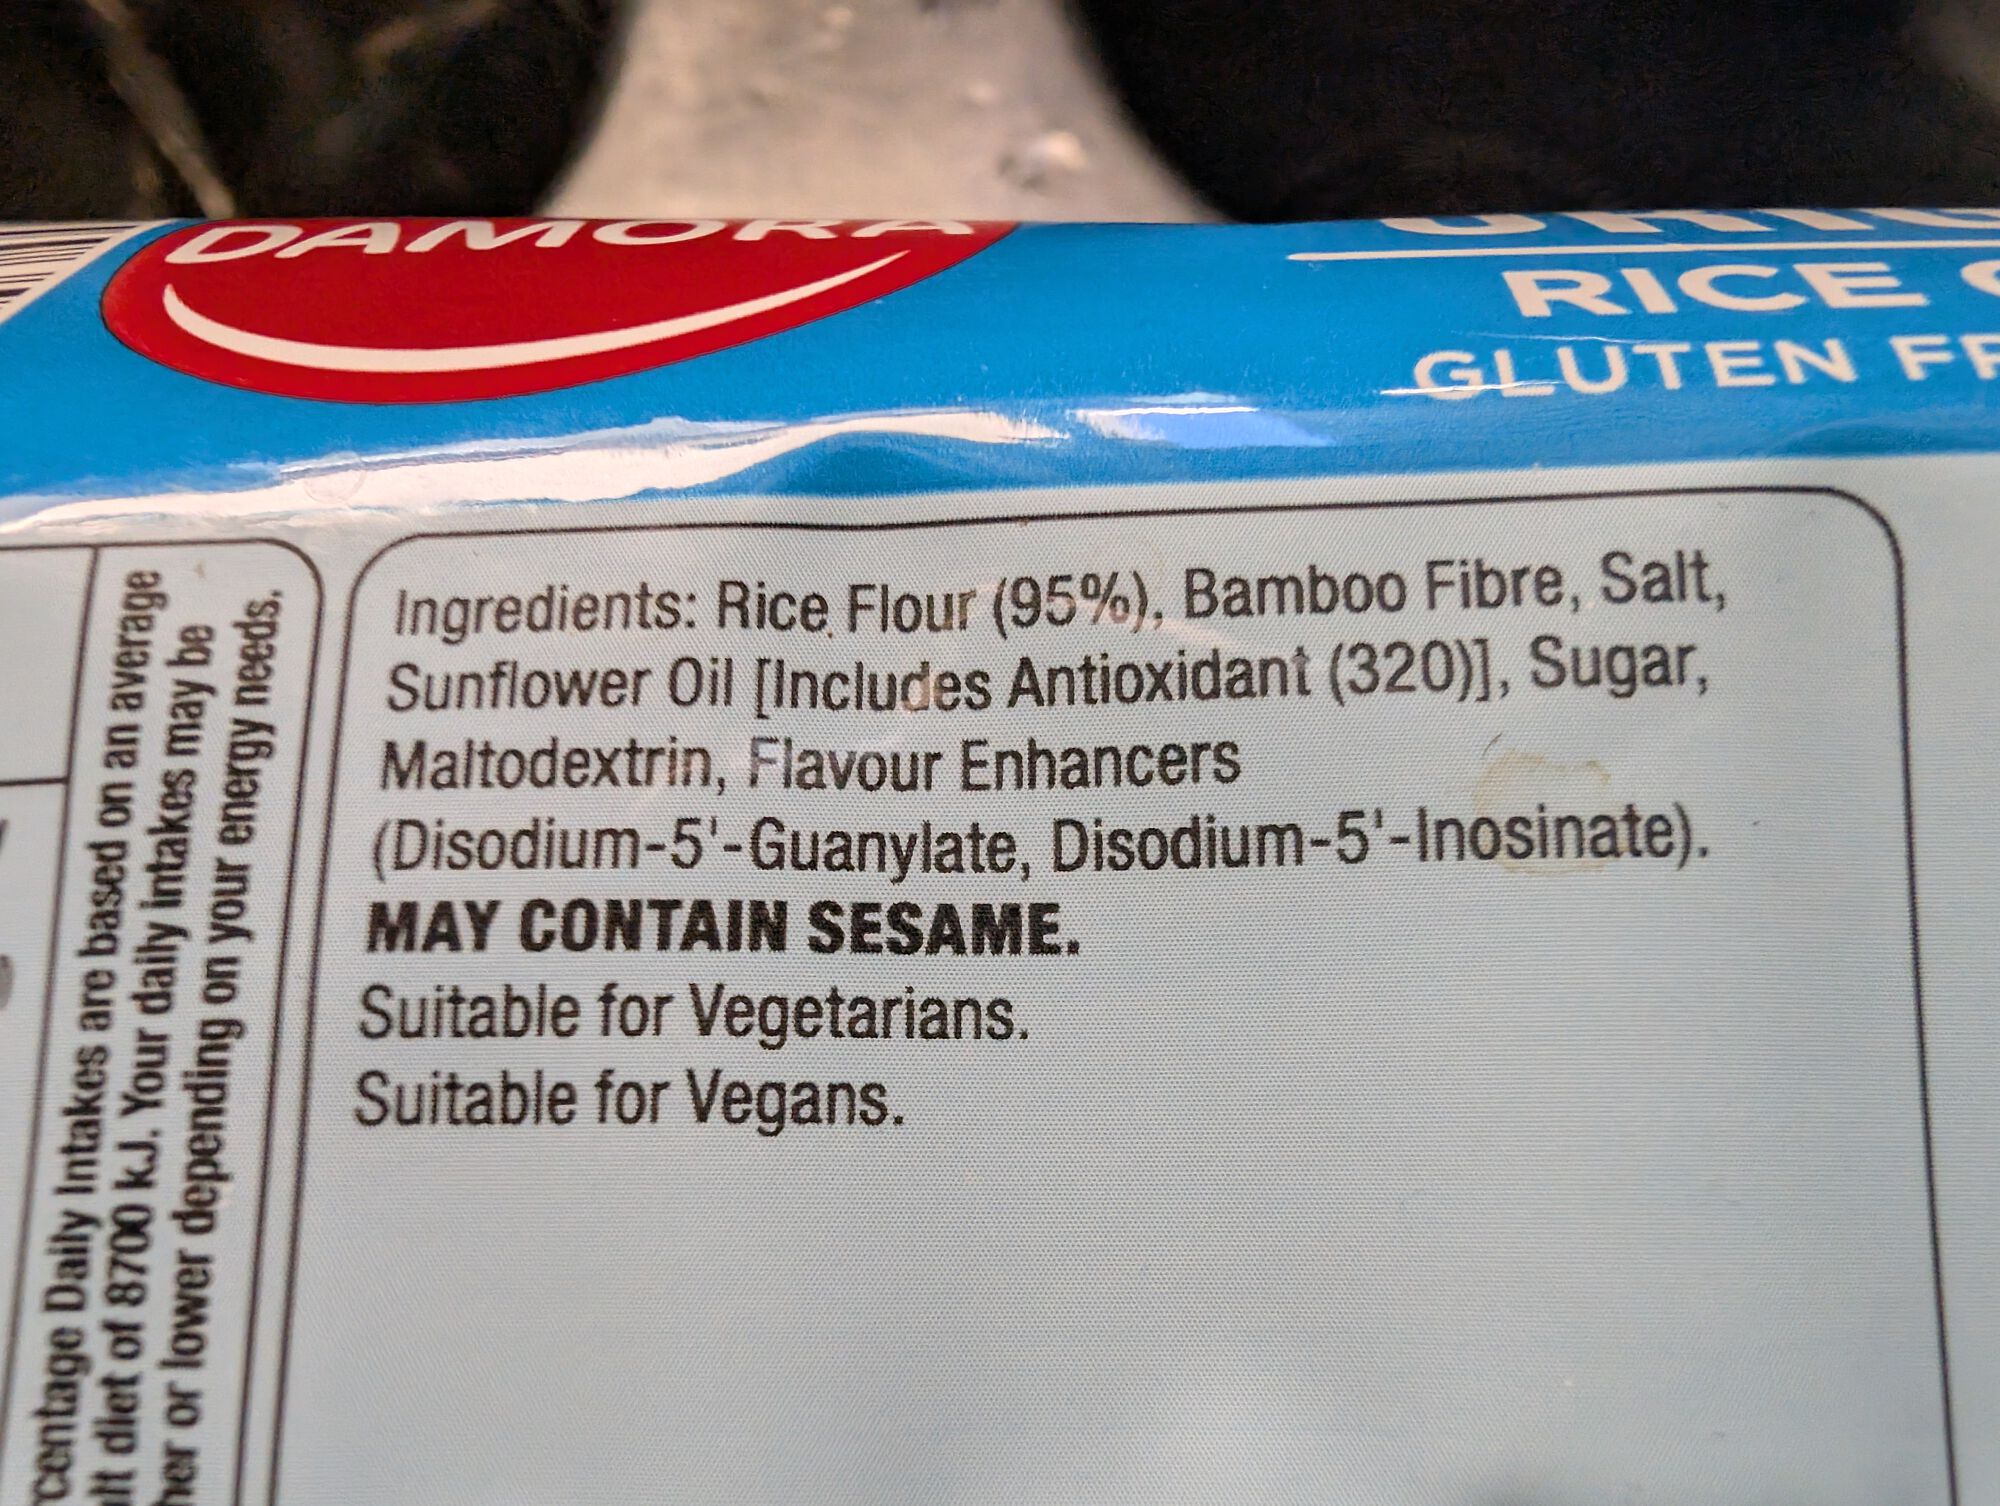 DAMORA
RICE
GLUTEN
Ingredients: Rice Flour (95%), Bamboo Fibre, Salt,
Sunflower Oil [Includes Antioxidant (320)], Sugar,
Maltodextrin, Flavour Enhancers
(Disodium-5'-Guanylate, Disodium-5'-Inosinate).
MAY CONTAIN SESAME.
Suitable for Vegetarians.
Suitable for Vegans.
Daily Intakes are based on an average
diet of 8700 kJ. Your daily intakes may be
or lower depending on your energy needs.